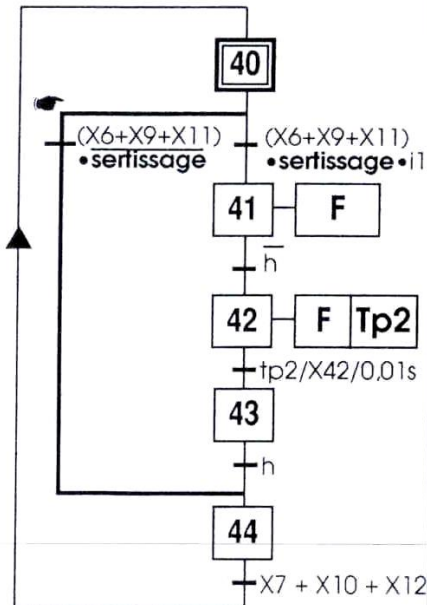 40
(X6+X9+X11) (X6+X9+X11)
•sertissage •sertissage•i1
41 F
h
42 F Tp2
tp2/X42/0,01s
43
h
44
X7 + X10 + X12